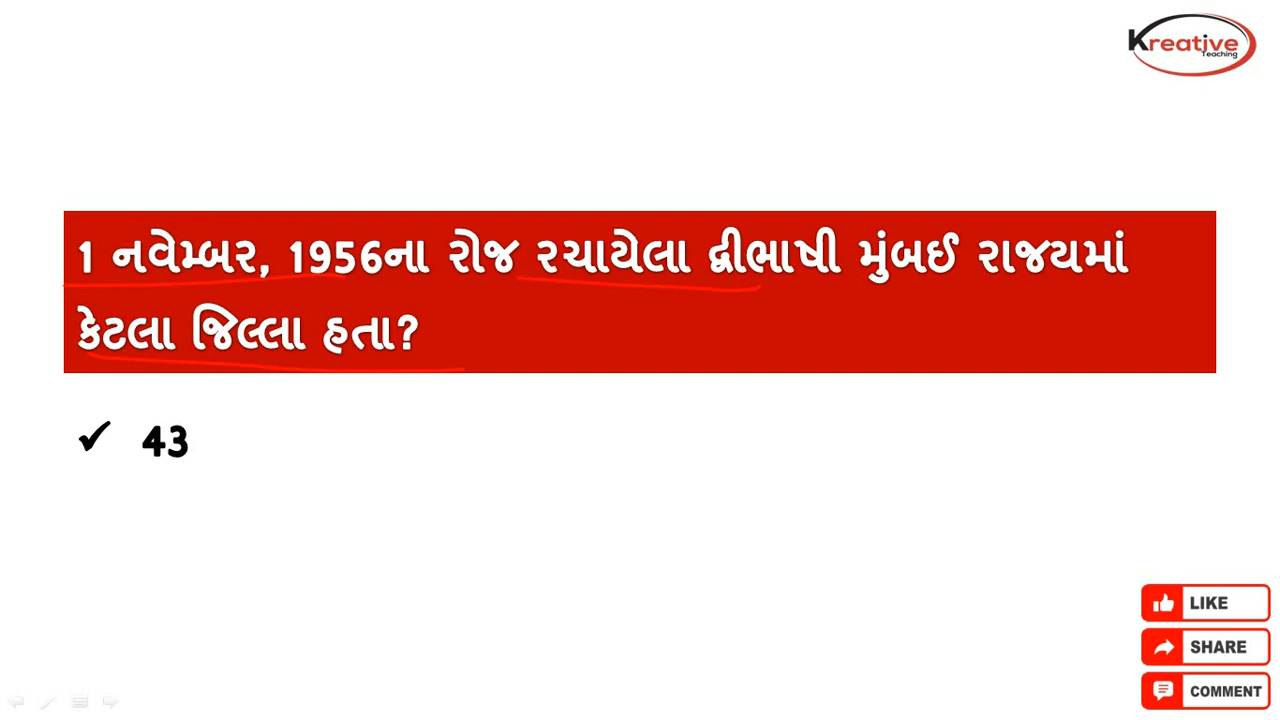 Kreative
Teaching
1 નવેમ્બર, 1956ના રોજ રચાયેલા દ્વીભાષી મુંબઈ રાજયમાં
કેટલા જિલ્લા હતા?
✓ 43
LIKE
SHARE
COMMENT